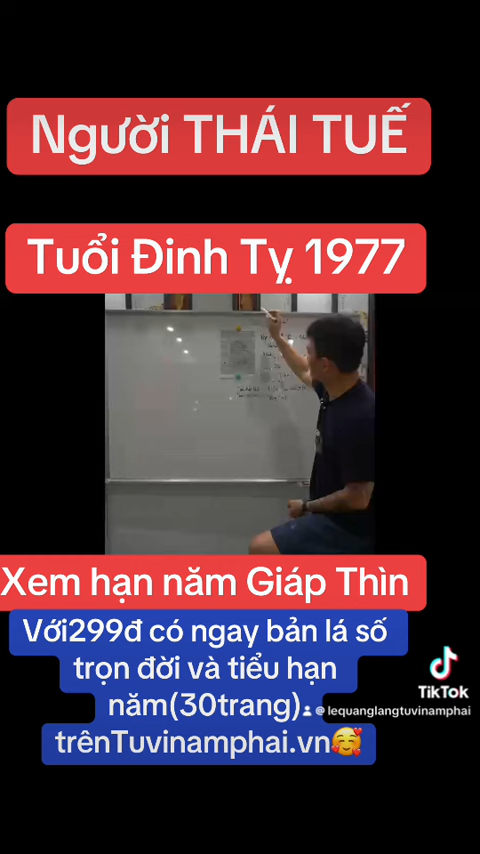 Người THÁI TUẾ
Tuổi Đinh Tỵ 1977
Xem hạn năm Giáp Thìn
Với299đ có ngay bản lá số
trọn đời và tiểu hạn
năm(30trang)
trênTuvinamphai.vn🥰
TikTok
@lequanglangtuvinamphai